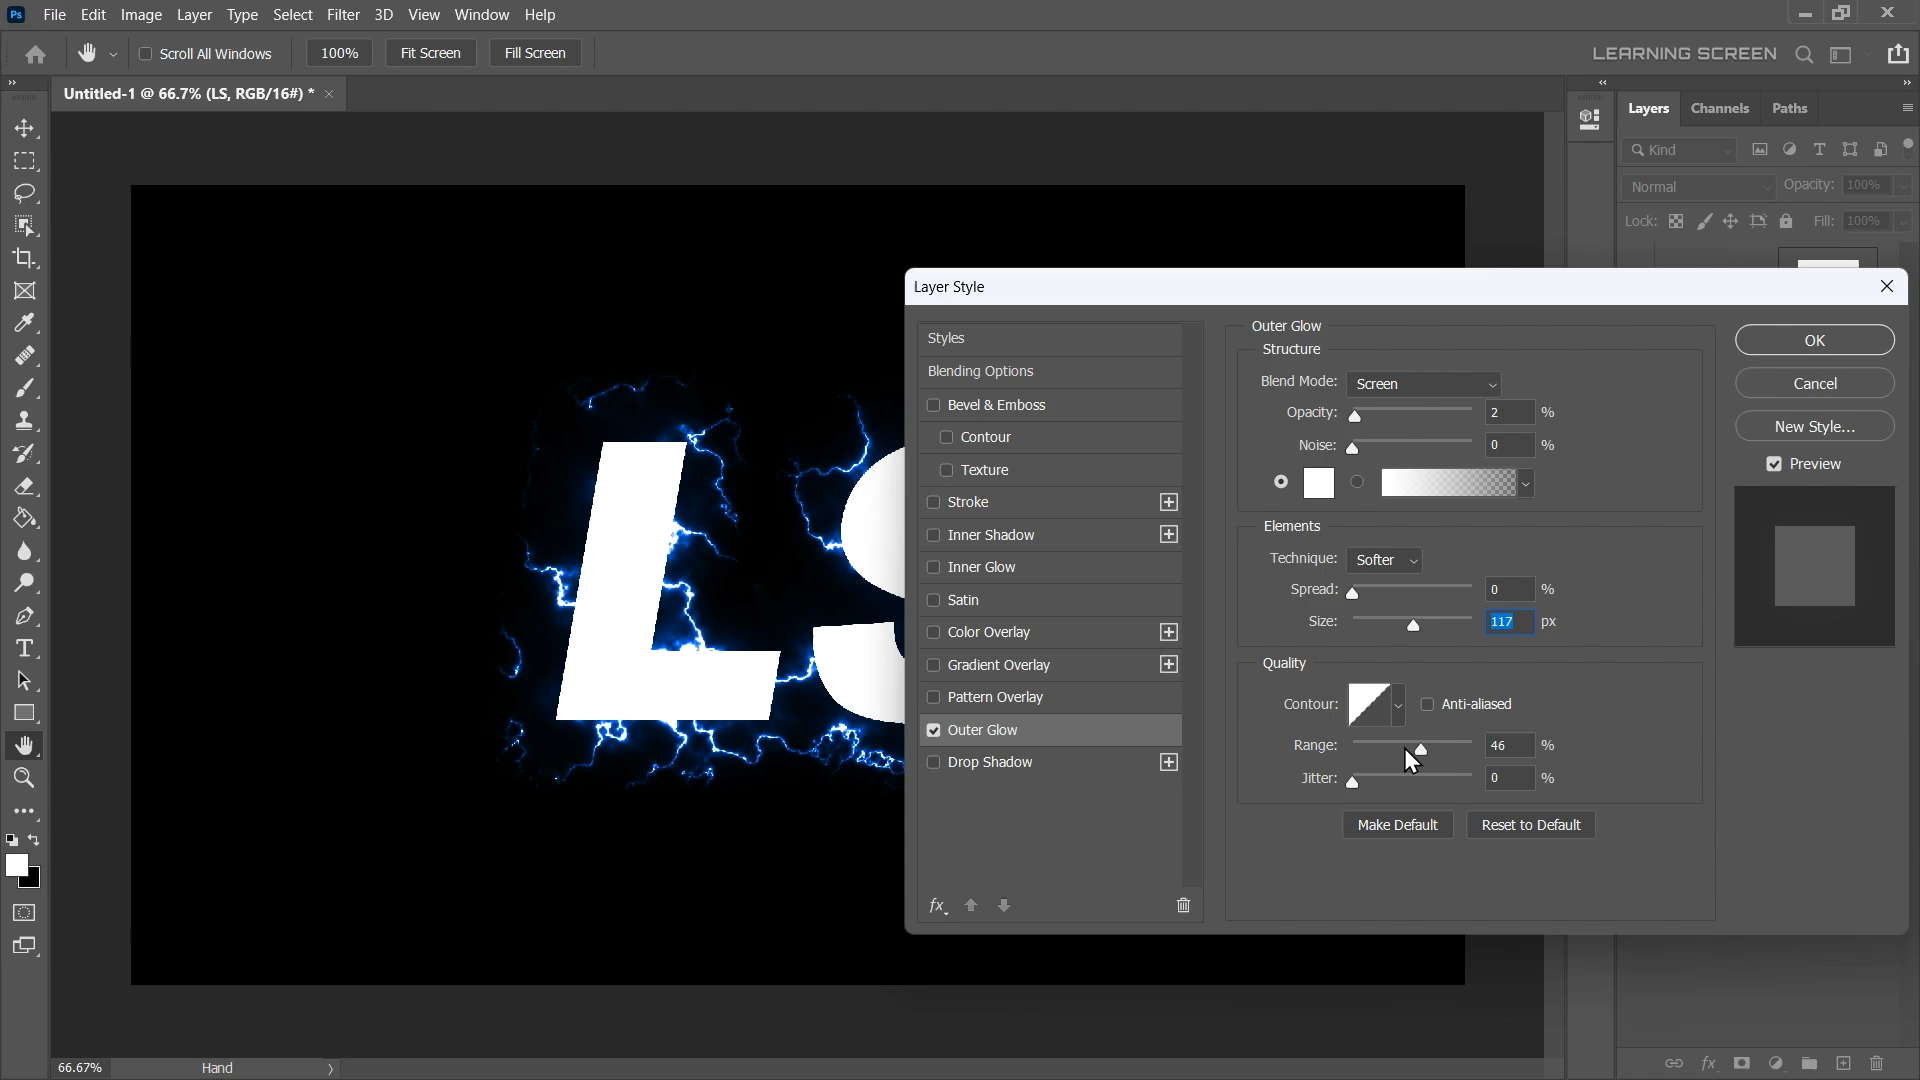 Ps File Edit Image Layer Type Select Filter 3D View Window Help
Scroll All Windows 100% Fit Screen Fill Screen LEARNING SCREEN
Untitled-1 @ 66.7% (LS, RGB/16#) * ×
Layers Channels Paths
Kind
Normal Opacity: 100%
Lock: Fill: 100%
Layer Style
Styles
Blending Options
Bevel & Emboss
Contour
Texture
Stroke
Inner Shadow
Inner Glow
Satin
Color Overlay
Gradient Overlay
Pattern Overlay
Outer Glow
Drop Shadow
fx
Outer Glow
Structure
Blend Mode: Screen
Opacity: 2 %
Noise: 0 %
Elements
Technique: Softer
Spread: 0 %
Size: 117 px
Quality
Contour: Anti-aliased
Range: 46 %
Jitter: 0 %
Make Default Reset to Default
OK
Cancel
New Style...
Preview
LS
66.67% Hand
fx